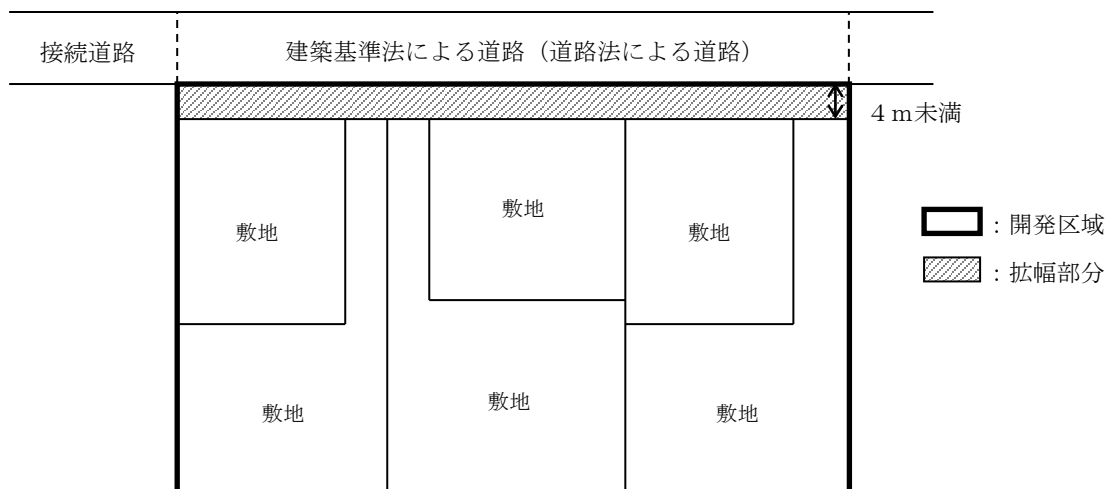 接続道路
建築基準法による道路(道路法による道路)
4m未満
敷地
敷地
敷地
:開発区域
:拡幅部分
敷地
敷地
敷地